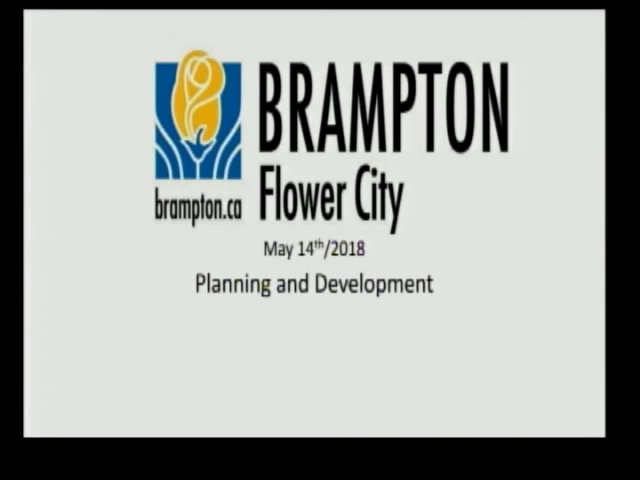 BRAMPTON
brampton.ca
Flower City
May 14th/2018
Planning and Development